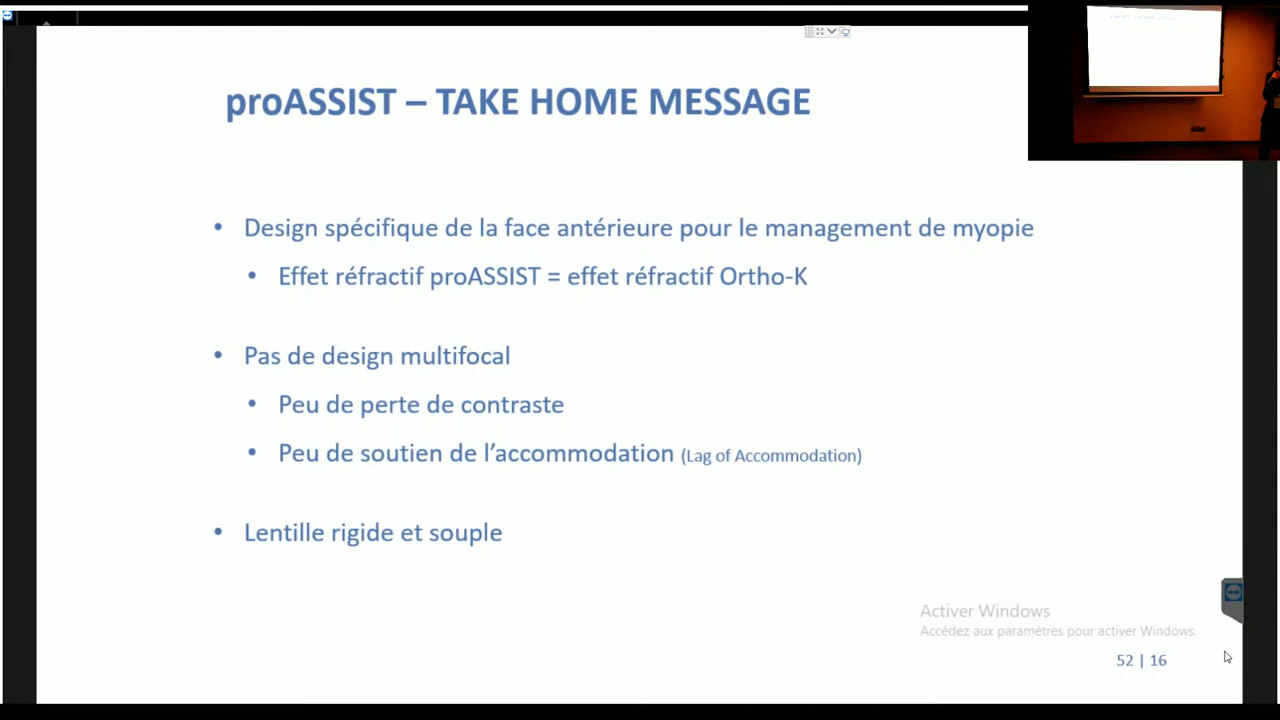 proASSIST – TAKE HOME MESSAGE
• Design spécifique de la face antérieure pour le management de myopie
• Effet réfractif proASSIST = effet réfractif Ortho-K
• Pas de design multifocal
• Peu de perte de contraste
• Peu de soutien de l’accommodation (Lag of Accommodation)
• Lentille rigide et souple
Activer Windows
Accédez aux paramètres pour activer Windows.
52 | 16